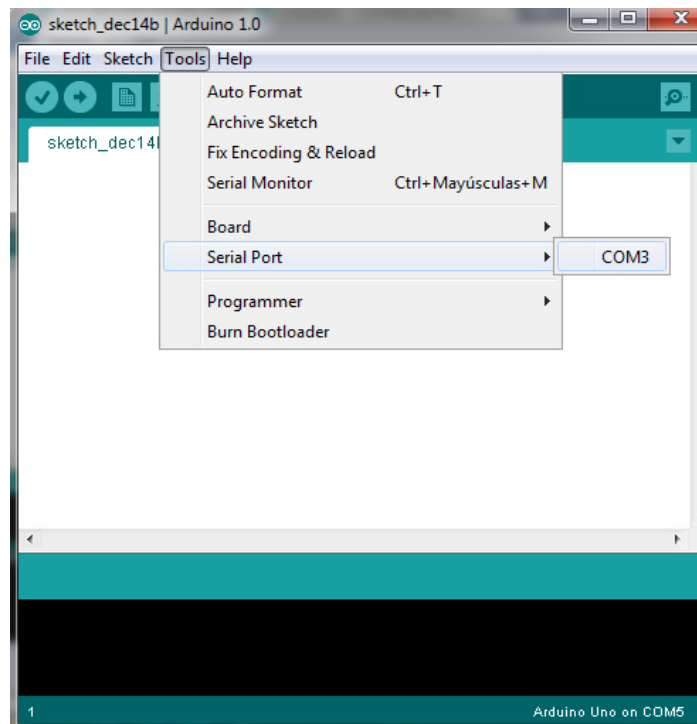 sketch_dec14b | Arduino 1.0
File Edit Sketch Tools Help
Auto Format Ctrl+T
Archive Sketch
sketch_dec14
Fix Encoding & Reload
Serial Monitor Ctrl+Mayúsculas+M
Board
Serial Port COM3
Programmer
Burn Bootloader
1 Arduino Uno on COM5